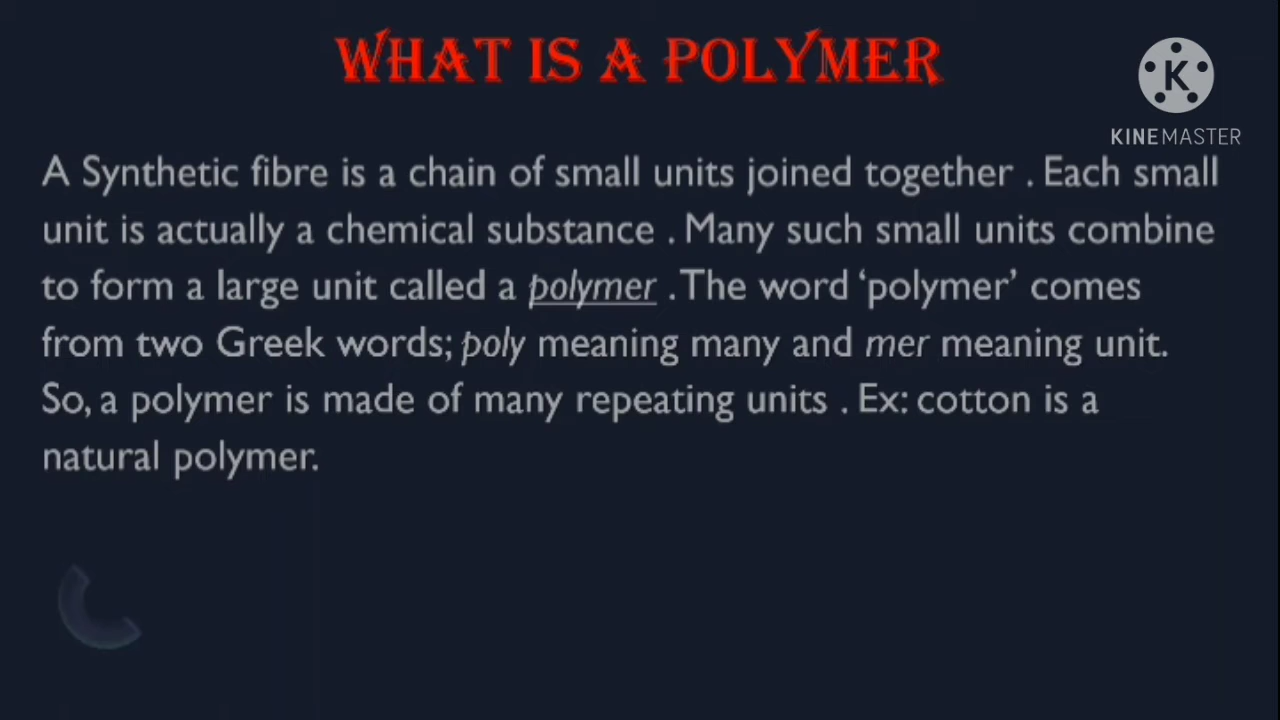 WHAT IS A POLYMER
K
KINEMASTER
A Synthetic fibre is a chain of small units joined together . Each small
unit is actually a chemical substance . Many such small units combine
to form a large unit called a polymer . The word ‘polymer’ comes
from two Greek words; poly meaning many and mer meaning unit.
So, a polymer is made of many repeating units . Ex: cotton is a
natural polymer.